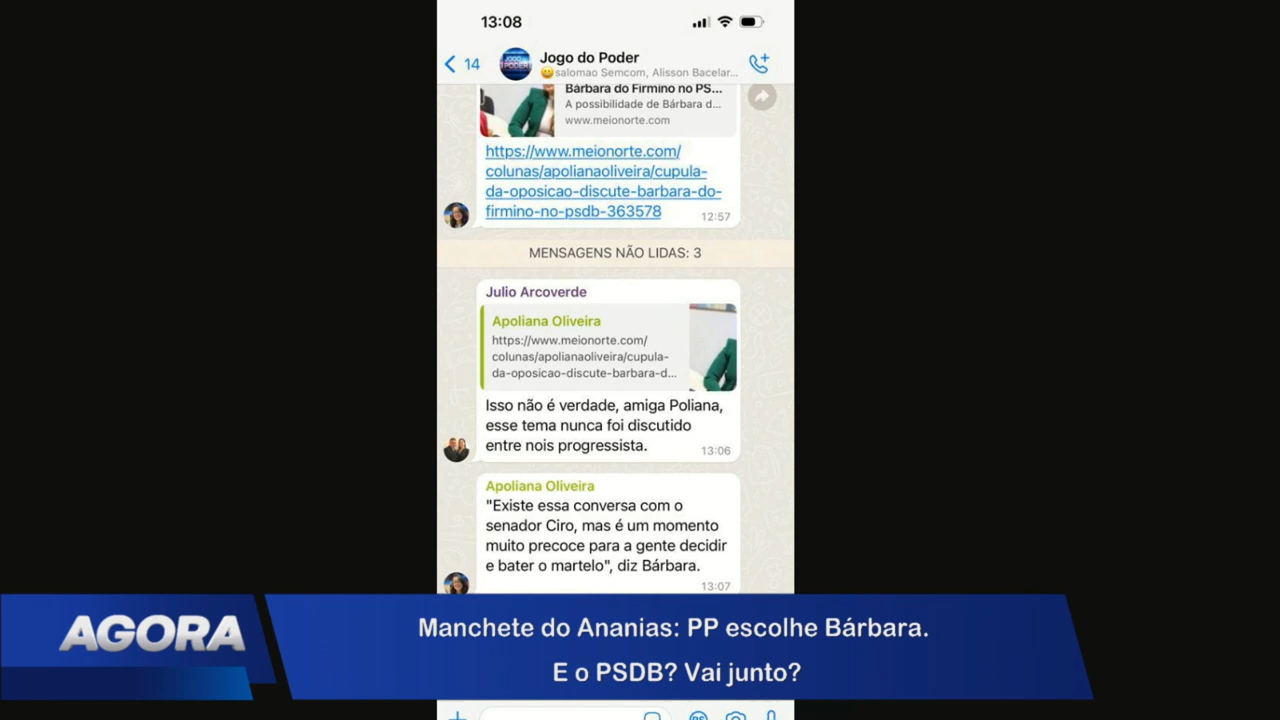 13:08
14
Jogo do Poder
salomao Semcom, Alisson Bacelar...
Bárbara do Firmino no PS...
A possibilidade de Bárbara d...
www.meionorte.com
https://www.meionorte.com/
colunas/apolianaoliveira/cupula-
da-oposicao-discute-barbara-do-
firmino-no-psdb-363578
12:57
MENSAGENS NÃO LIDAS: 3
Julio Arcoverde
Apoliana Oliveira
https://www.meionorte.com/
colunas/apolianaoliveira/cupula-
da-oposicao-discute-barbara-d...
Isso não é verdade, amiga Poliana,
esse tema nunca foi discutido
entre nois progressista.
13:06
Apoliana Oliveira
"Existe essa conversa com o
senador Ciro, mas é um momento
muito precoce para a gente decidir
e bater o martelo", diz Bárbara.
13:07
AGORA
Manchete do Ananias: PP escolhe Bárbara.
E o PSDB? Vai junto?